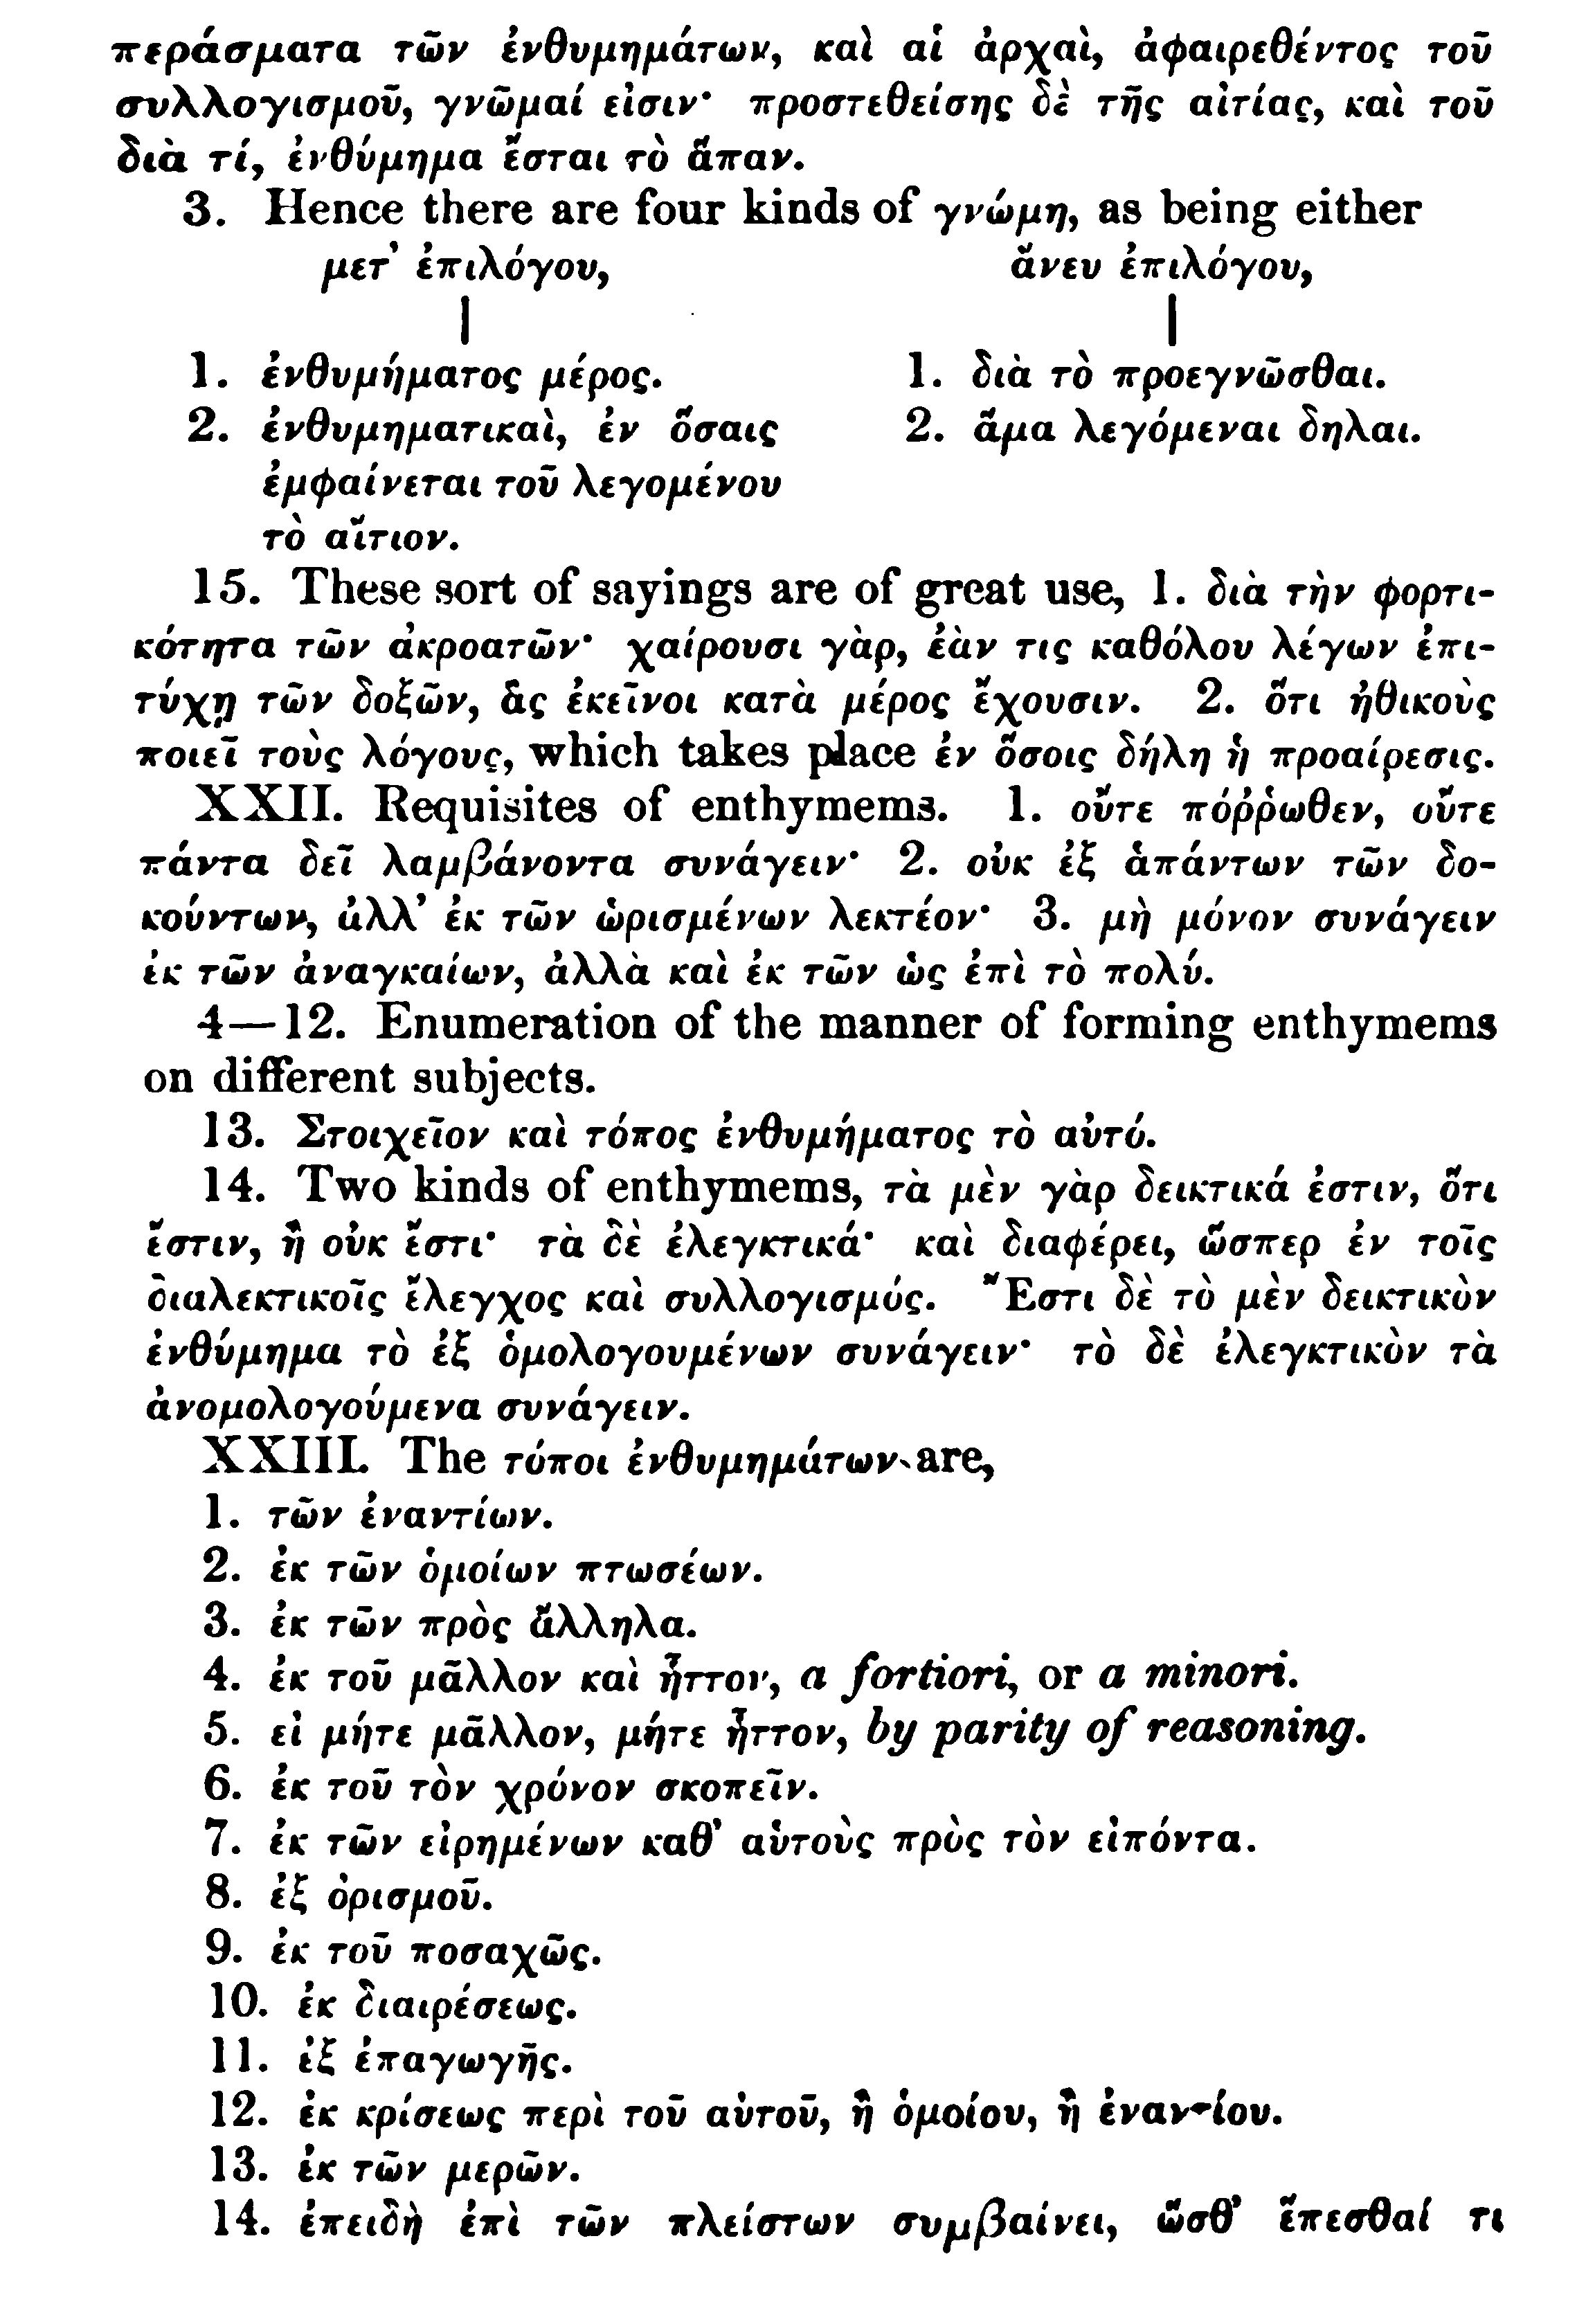 περάσματα τῶν ἐνθυμημάτων, καὶ αἱ ἀρχαὶ, ἀφαιρεθέντος τοῦ
συλλογισμοῦ, γνῶμαί εἰσιν· προστεθείσης δὲ τῆς αἰτίας, καὶ τοῦ
διὰ τί, ἐνθύμημα ἔσται τὸ ἅπαν.
3. Hence there are four kinds of γνώμη, as being either
μετ᾽ ἐπιλόγου, ἄνευ ἐπιλόγου,
1. ἐνθυμήματος μέρος. 1. διὰ τὸ προεγνῶσθαι.
2. ἐνθυμηματικαὶ, ἐν ὅσαις 2. ἅμα λεγόμεναι δηλαι.
ἐμφαίνεται τοῦ λεγομένου
τὸ αἴτιον.
15. These sort of sayings are of great use, 1. διὰ τὴν φορτι-
κότητα τῶν ἀκροατῶν· χαίρουσι γὰρ, ἐάν τις καθόλου λέγων ἐπι-
τύχῃ τῶν δοξῶν, ἃς ἐκεῖνοι κατὰ μέρος ἔχουσιν. 2. ὅτι ἠθικοὺς
ποιεῖ τοὺς λόγους, which takes place ἐν ὅσοις δήλη ἡ προαίρεσις.
XXII. Requisites of enthymems. 1. οὔτε πόῤῥωθεν, οὔτε
πάντα δεῖ λαμβάνοντα συνάγειν· 2. οὐκ ἐξ ἁπάντων τῶν δο-
κούντων, ἀλλ᾽ ἐκ τῶν ὡρισμένων λεκτέον· 3. μὴ μόνον συνάγειν
ἐκ τῶν ἀναγκαίων, ἀλλὰ καὶ ἐκ τῶν ὡς ἐπὶ τὸ πολύ.
4—12. Enumeration of the manner of forming enthymems
on different subjects.
13. Στοιχεῖον καὶ τόπος ἐνθυμήματος τὸ αὐτό.
14. Two kinds of enthymems, τὰ μὲν γὰρ δεικτικά ἐστιν, ὅτι
ἔστιν, ἢ οὐκ ἔστι· τὰ δὲ ἐλεγκτικά· καὶ διαφέρει, ὥσπερ ἐν τοῖς
διαλεκτικοῖς ἔλεγχος καὶ συλλογισμός. Ἔστι δὲ τὸ μὲν δεικτικὸν
ἐνθύμημα τὸ ἐξ ὁμολογουμένων συνάγειν· τὸ δὲ ἐλεγκτικὸν τὰ
ἀνομολογούμενα συνάγειν.
XXIII. The τόποι ἐνθυμημάτων are,
1. τῶν ἐναντίων.
2. ἐκ τῶν ὁμοίων πτωσέων.
3. ἐκ τῶν πρὸς ἄλληλα.
4. ἐκ τοῦ μᾶλλον καὶ ἧττον, a fortiori, or a minori.
5. εἰ μήτε μᾶλλον, μήτε ἧττον, by parity of reasoning.
6. ἐκ τοῦ τὸν χρόνον σκοπεῖν.
7. ἐκ τῶν εἰρημένων καθ᾽ αὑτοὺς πρὸς τὸν εἰπόντα.
8. ἐξ ὁρισμοῦ.
9. ἐκ τοῦ ποσαχῶς.
10. ἐκ διαιρέσεως.
11. ἐξ ἐπαγωγῆς.
12. ἐκ κρίσεως περὶ τοῦ αὐτοῦ, ἢ ὁμοίου, ἢ ἐναντίου.
13. ἐκ τῶν μερῶν.
14. ἐπειδὴ ἐπὶ τῶν πλείστων συμβαίνει, ὥσθ᾽ ἕπεσθαί τι